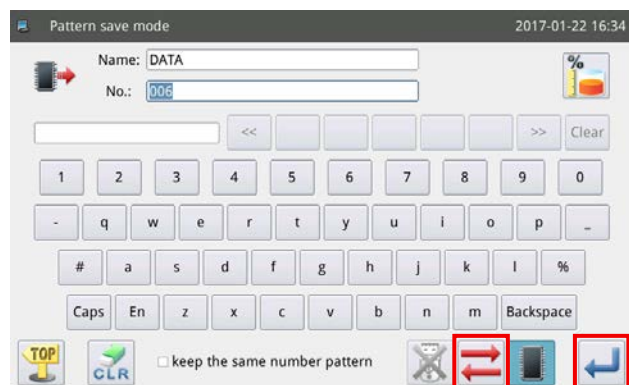 Pattern save mode 2017-01-22 16:34
Name: DATA
%
No.: 006
<< >> Clear
1 2 3 4 5 6 7 8 9 0
- q w e r t y u i o p _
# a s d f g h j k l %
Caps En z x c v b n m Backspace
TOP CLR keep the same number pattern